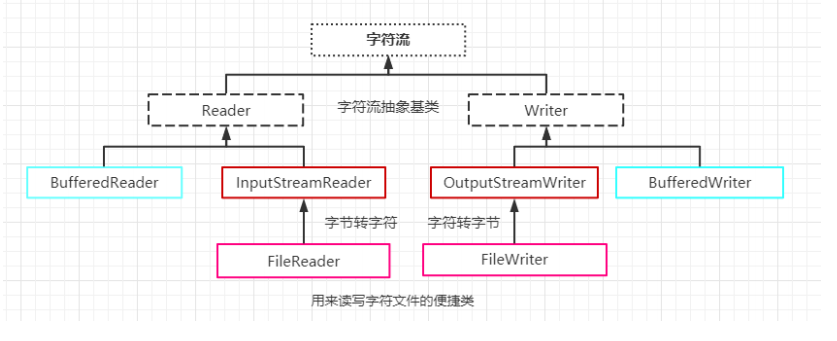 字符流
Reader
字符流抽象基类
Writer
BufferedReader
InputStreamReader
OutputStreamWriter
BufferedWriter
字节转字符
字符转字节
FileReader
FileWriter
用来读写字符文件的便捷类